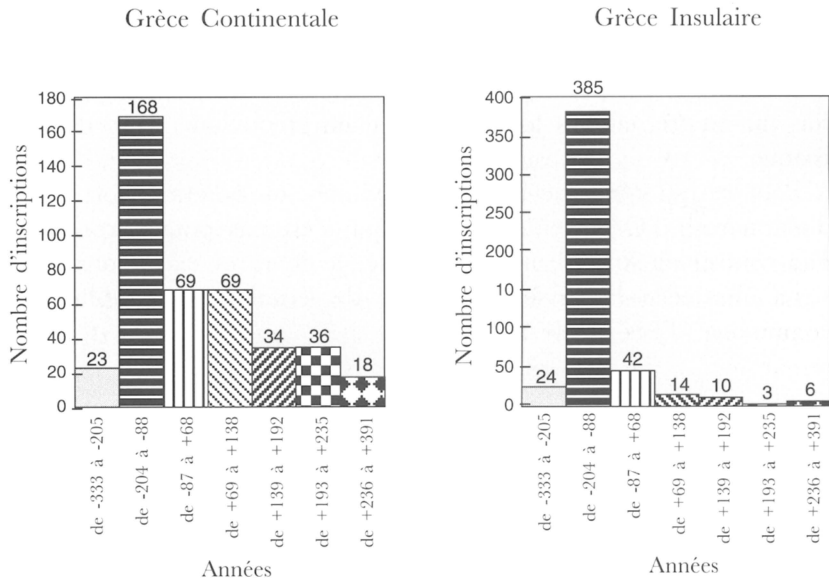 Grèce Continentale
Nombre d'inscriptions
180
160
140
120
100
80
60
40
20
0
23
168
69
69
34
36
18
de -333 à -205
de -204 à -88
de -87 à +68
de +69 à +138
de +139 à +192
de +193 à +235
de +236 à +391
Années
Grèce Insulaire
Nombre d'inscriptions
400
350
300
250
200
10
100
50
0
24
385
42
14
10
3
6
de -333 à -205
de -204 à -88
de -87 à +68
de +69 à +138
de +139 à +192
de +193 à +235
de +236 à +391
Années